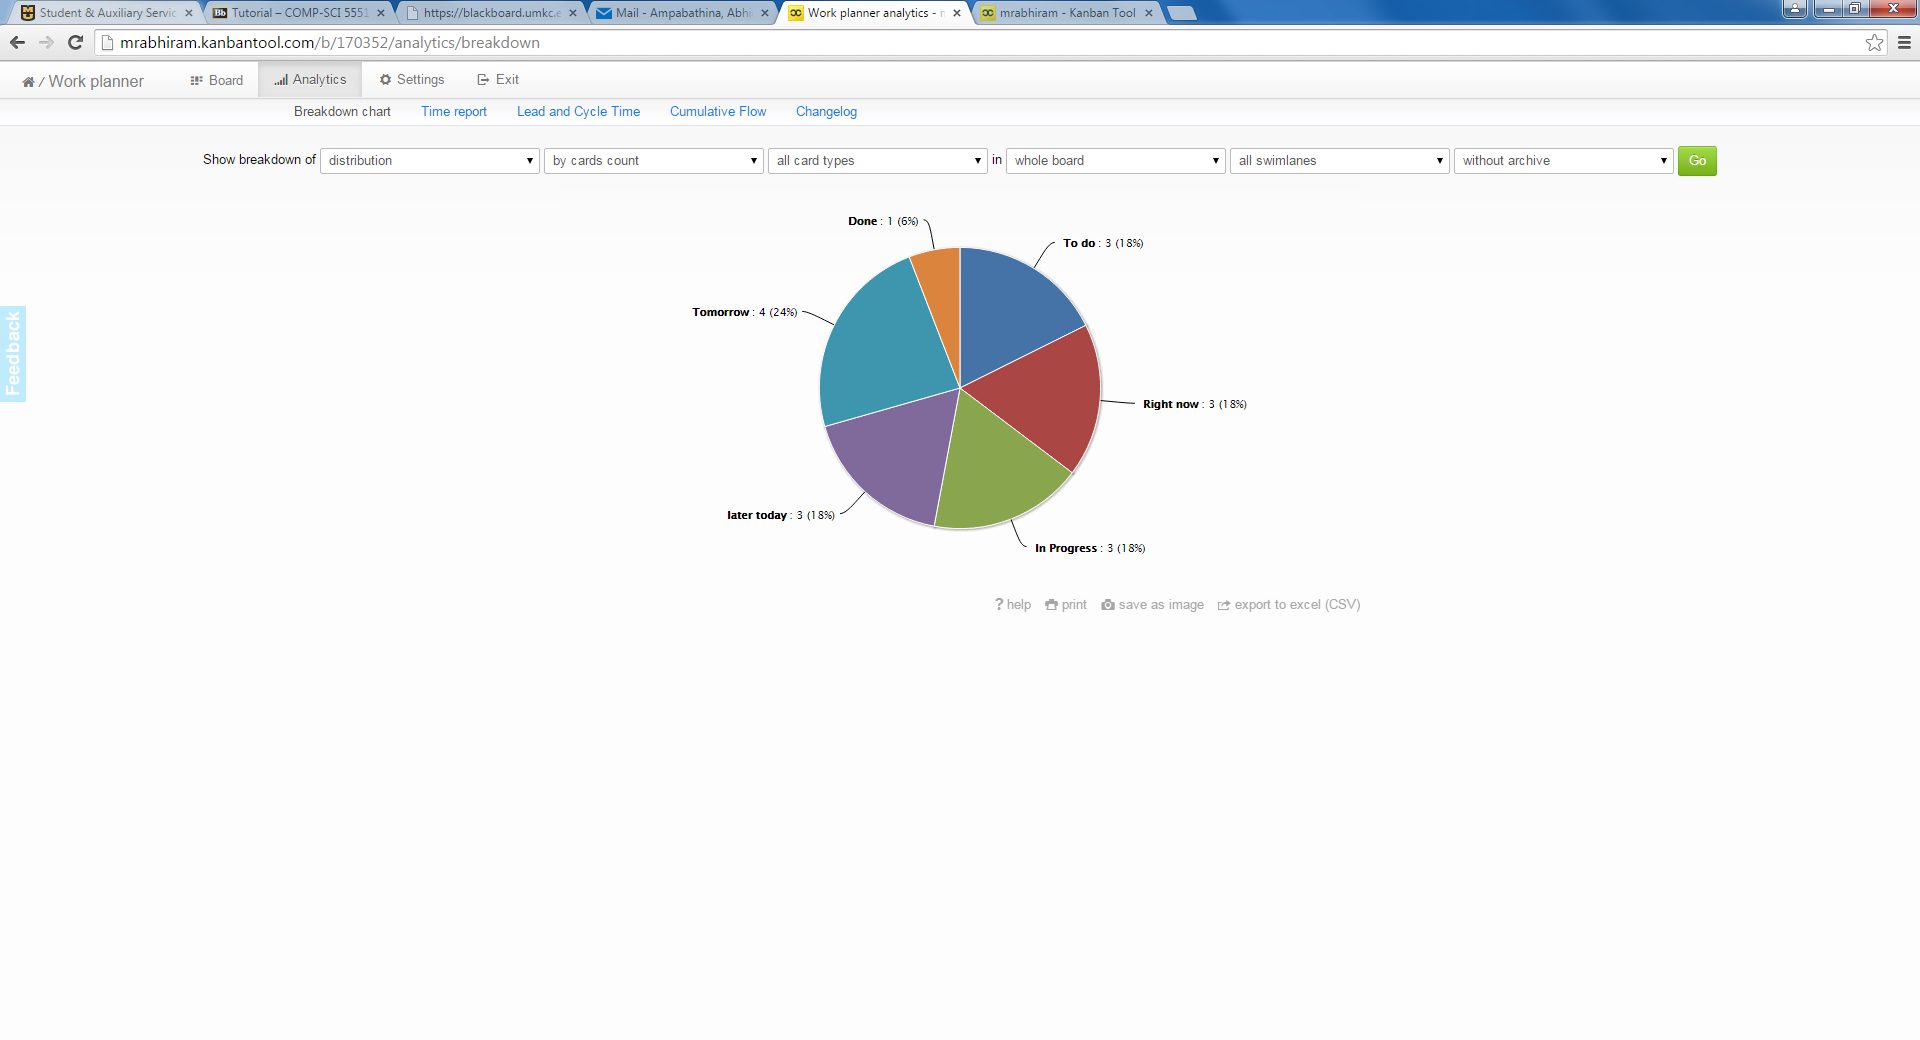 Student & Auxiliary Servic
Tutorial – COMP-SCI 5551
https://blackboard.umkc.e
Mail - Ampabathina, Abhi
Work planner analytics - m
mrabhiram - Kanban Tool
mrabhiram.kanbantool.com/b/170352/analytics/breakdown
/ Work planner
Board
Analytics
Settings
Exit
Breakdown chart
Time report
Lead and Cycle Time
Cumulative Flow
Changelog
Show breakdown of distribution by cards count all card types in whole board all swimlanes without archive Go
Done : 1 (6%)
To do : 3 (18%)
Tomorrow : 4 (24%)
Feedback
Right now : 3 (18%)
later today : 3 (18%)
In Progress : 3 (18%)
? help
print
save as image
export to excel (CSV)